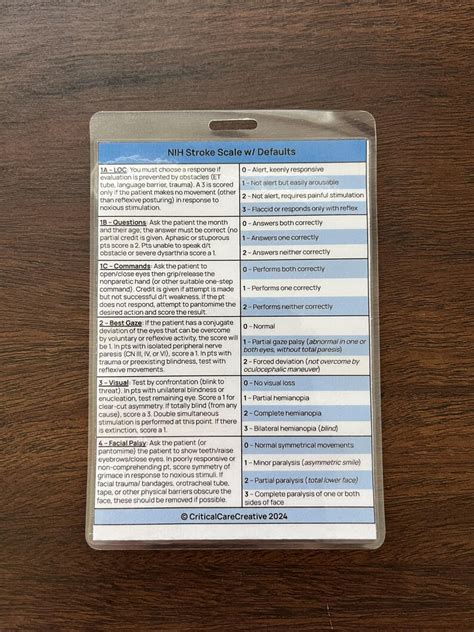 NIH Stroke Scale w/ Defaults
1A – LOC: You must choose a response if
evaluation is prevented by obstacles (ET
tube, language barrier, trauma). A 3 is scored
only if the patient makes no movement (other
than reflexive posturing) in response to
noxious stimulation.
0 – Alert, keenly responsive
1 – Not alert but easily arousable
2 – Not alert, requires painful stimulation
3 – Flaccid or responds only with reflex
1B – Questions: Ask the patient the month
and their age; the answer must be correct (no
partial credit is given. Aphasic or stuporous
pts score a 2. Pts unable to speak d/t
obstacle or severe dysarthria score a 1.
0 – Answers both correctly
1 – Answers one correctly
2 – Answers neither correctly
1C – Commands: Ask the patient to
open/close eyes then grip/release the
nonparetic hand (or other suitable one-step
command). Credit is given if attempt is made
but not successful d/t weakness, if the pt
does not respond, attempt to pantomime the
desired action and score the result.
0 – Performs both correctly
1 – Performs one correctly
2 – Performs neither correctly
2 – Best Gaze: If the patient has a conjugate
deviation of the eyes that can be overcome
by voluntary or reflexive activity, the score will
be 1. In pts with isolated peripheral nerve
paresis (CN III, IV, or VI), score a 1. In pts with
trauma or preexisting blindness, test with
reflexive movements.
0 – Normal
1 – Partial gaze palsy (abnormal in one or
both eyes, without total paresis)
2 – Forced deviation (not overcome by
oculocephalic maneuver)
3 – Visual: Test by confrontation (blink to
threat). In pts with unilateral blindness or
enucleation, test remaining eye. Score a 1 for
clear-cut asymmetry. If totally blind (from any
cause), score a 3. Double simultaneous
stimulation is performed at this point. If there
is extinction, score a 1.
0 – No visual loss
1 – Partial hemianopia
2 – Complete hemianopia
3 – Bilateral hemianopia (blind)
4 – Facial Palsy: Ask the patient (or
pantomime) the patient to show teeth/raise
eyebrows/close eyes. In poorly responsive or
non-comprehending pt, score symmetry of
grimace in response to noxious stimuli. If
facial trauma/ bandages, orotracheal tube,
tape, or other physical barriers obscure the
face, these should be removed if possible.
0 – Normal symmetrical movements
1 – Minor paralysis (asymmetric smile)
2 – Partial paralysis (total lower face)
3 – Complete paralysis of one or both
sides of face
© CriticalCareCreative 2024